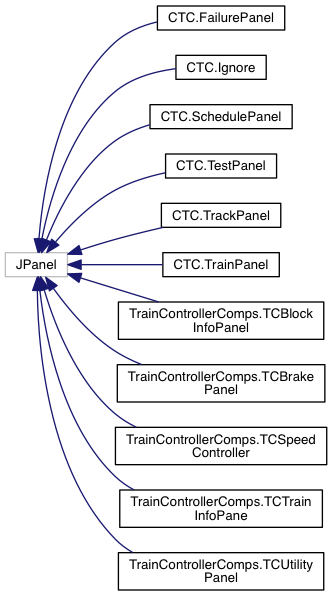 CTC.FailurePanel
CTC.Ignore
CTC.SchedulePanel
CTC.TestPanel
CTC.TrackPanel
JPanel
CTC.TrainPanel
TrainControllerComps.TCBlock
InfoPanel
TrainControllerComps.TCBrake
Panel
TrainControllerComps.TCSpeed
Controller
TrainControllerComps.TCTrain
InfoPane
TrainControllerComps.TCUtility
Panel